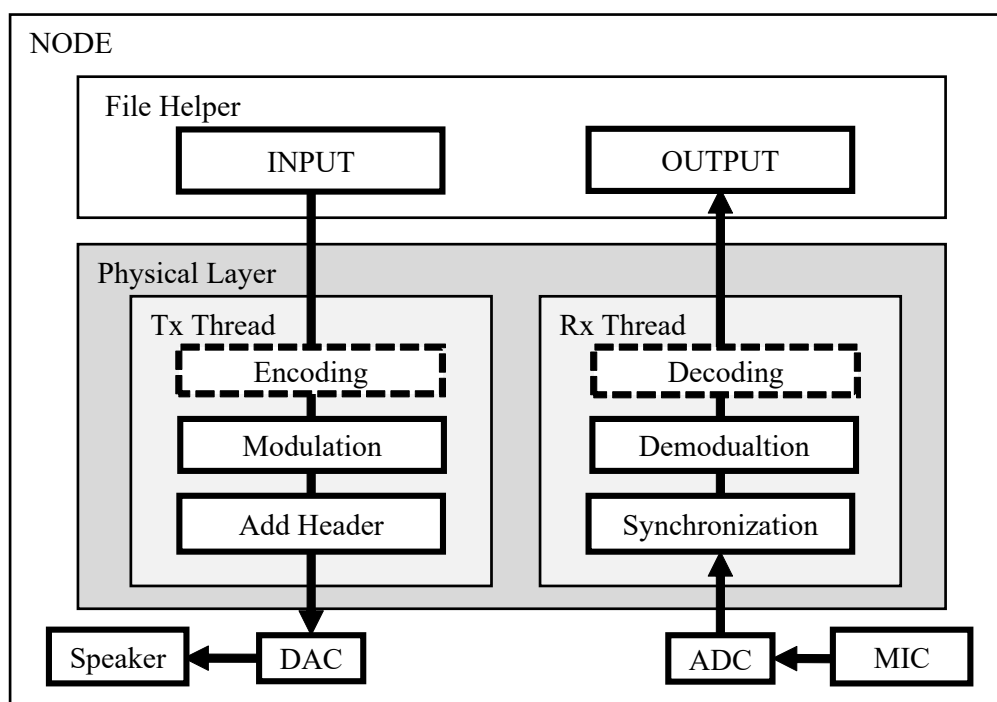 NODE
File Helper
INPUT
OUTPUT
Physical Layer
Tx Thread
Rx Thread
Encoding
Decoding
Modulation
Demodualtion
Add Header
Synchronization
Speaker
DAC
ADC
MIC